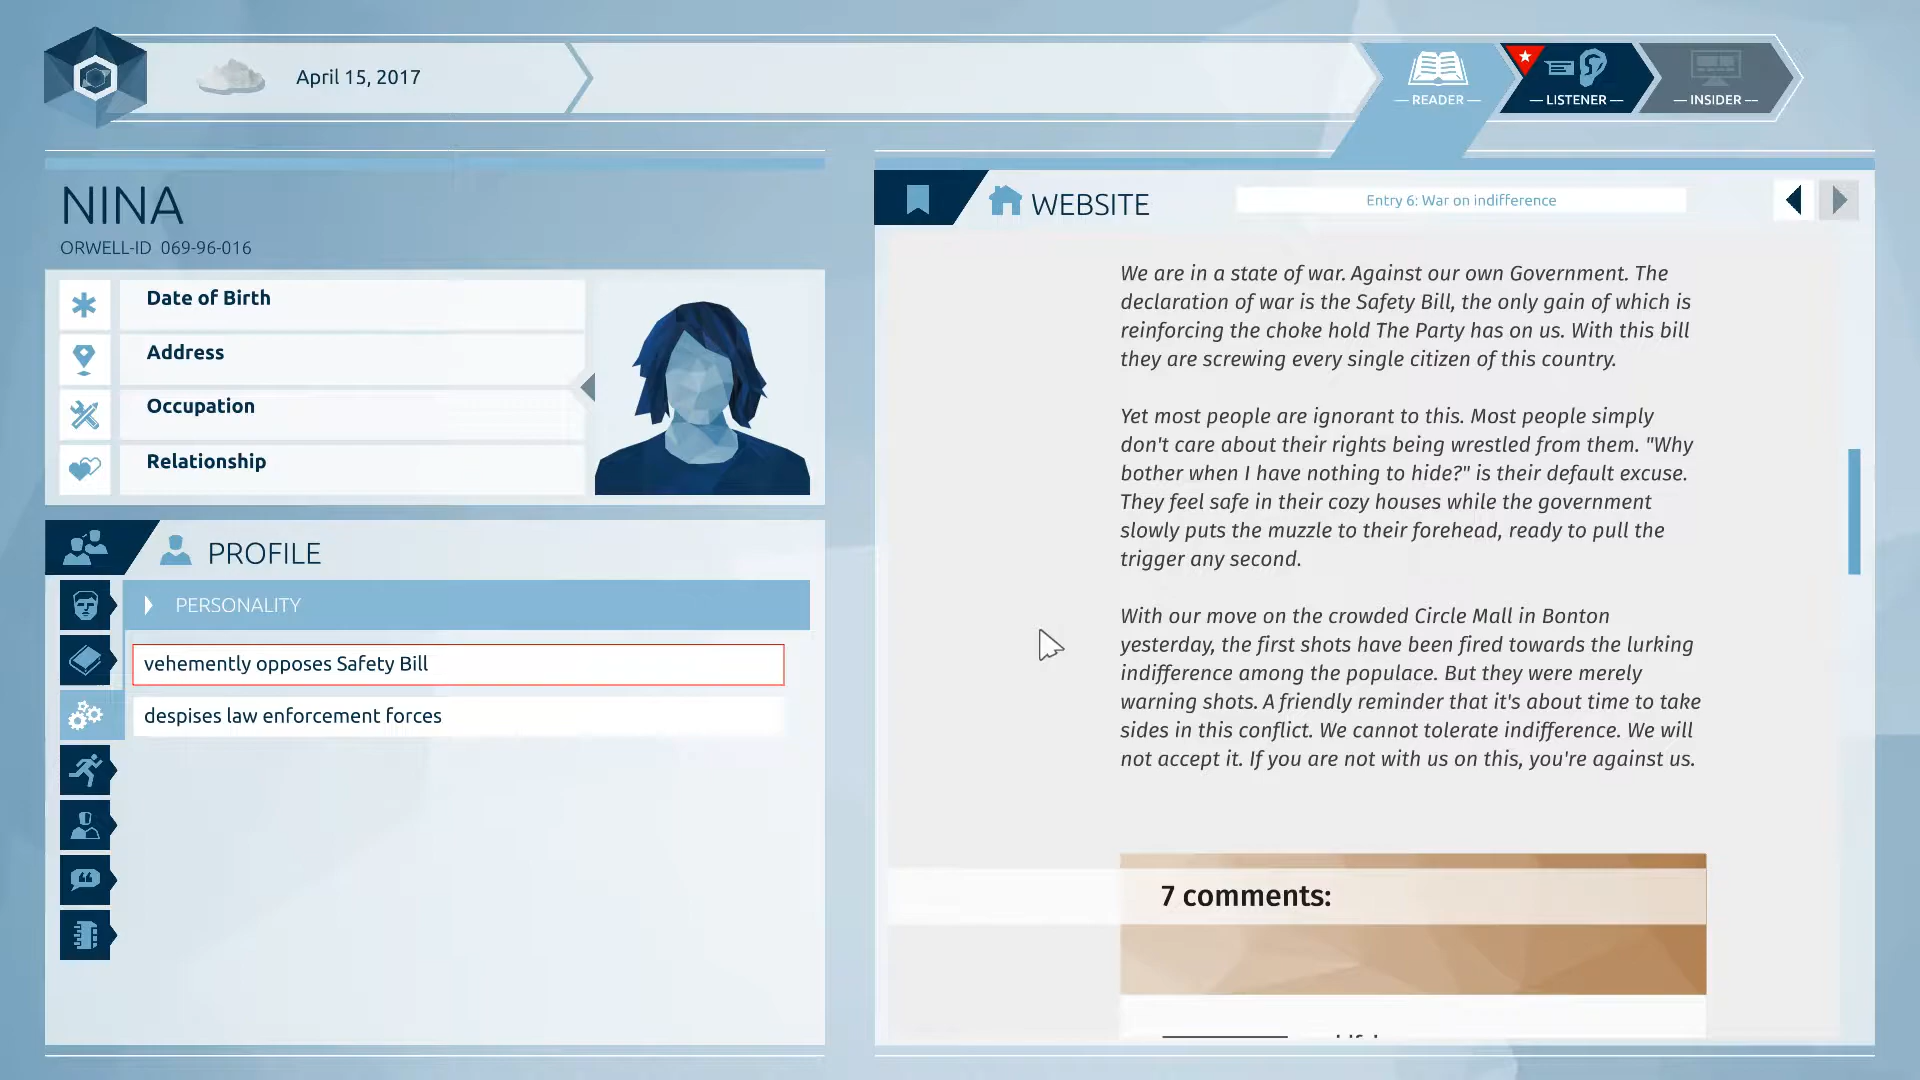 April 15, 2017
READER
LISTENER
INSIDER
NINA
ORWELL-ID 069-96-016
Date of Birth
Address
Occupation
Relationship
PROFILE
PERSONALITY
vehemently opposes Safety Bill
despises law enforcement forces
WEBSITE
Entry 6: War on indifference
We are in a state of war. Against our own Government. The
declaration of war is the Safety Bill, the only gain of which is
reinforcing the choke hold The Party has on us. With this bill
they are screwing every single citizen of this country.
Yet most people are ignorant to this. Most people simply
don't care about their rights being wrestled from them. "Why
bother when I have nothing to hide?" is their default excuse.
They feel safe in their cozy houses while the government
slowly puts the muzzle to their forehead, ready to pull the
trigger any second.
With our move on the crowded Circle Mall in Bonton
yesterday, the first shots have been fired towards the lurking
indifference among the populace. But they were merely
warning shots. A friendly reminder that it's about time to take
sides in this conflict. We cannot tolerate indifference. We will
not accept it. If you are not with us on this, you're against us.
7 comments: